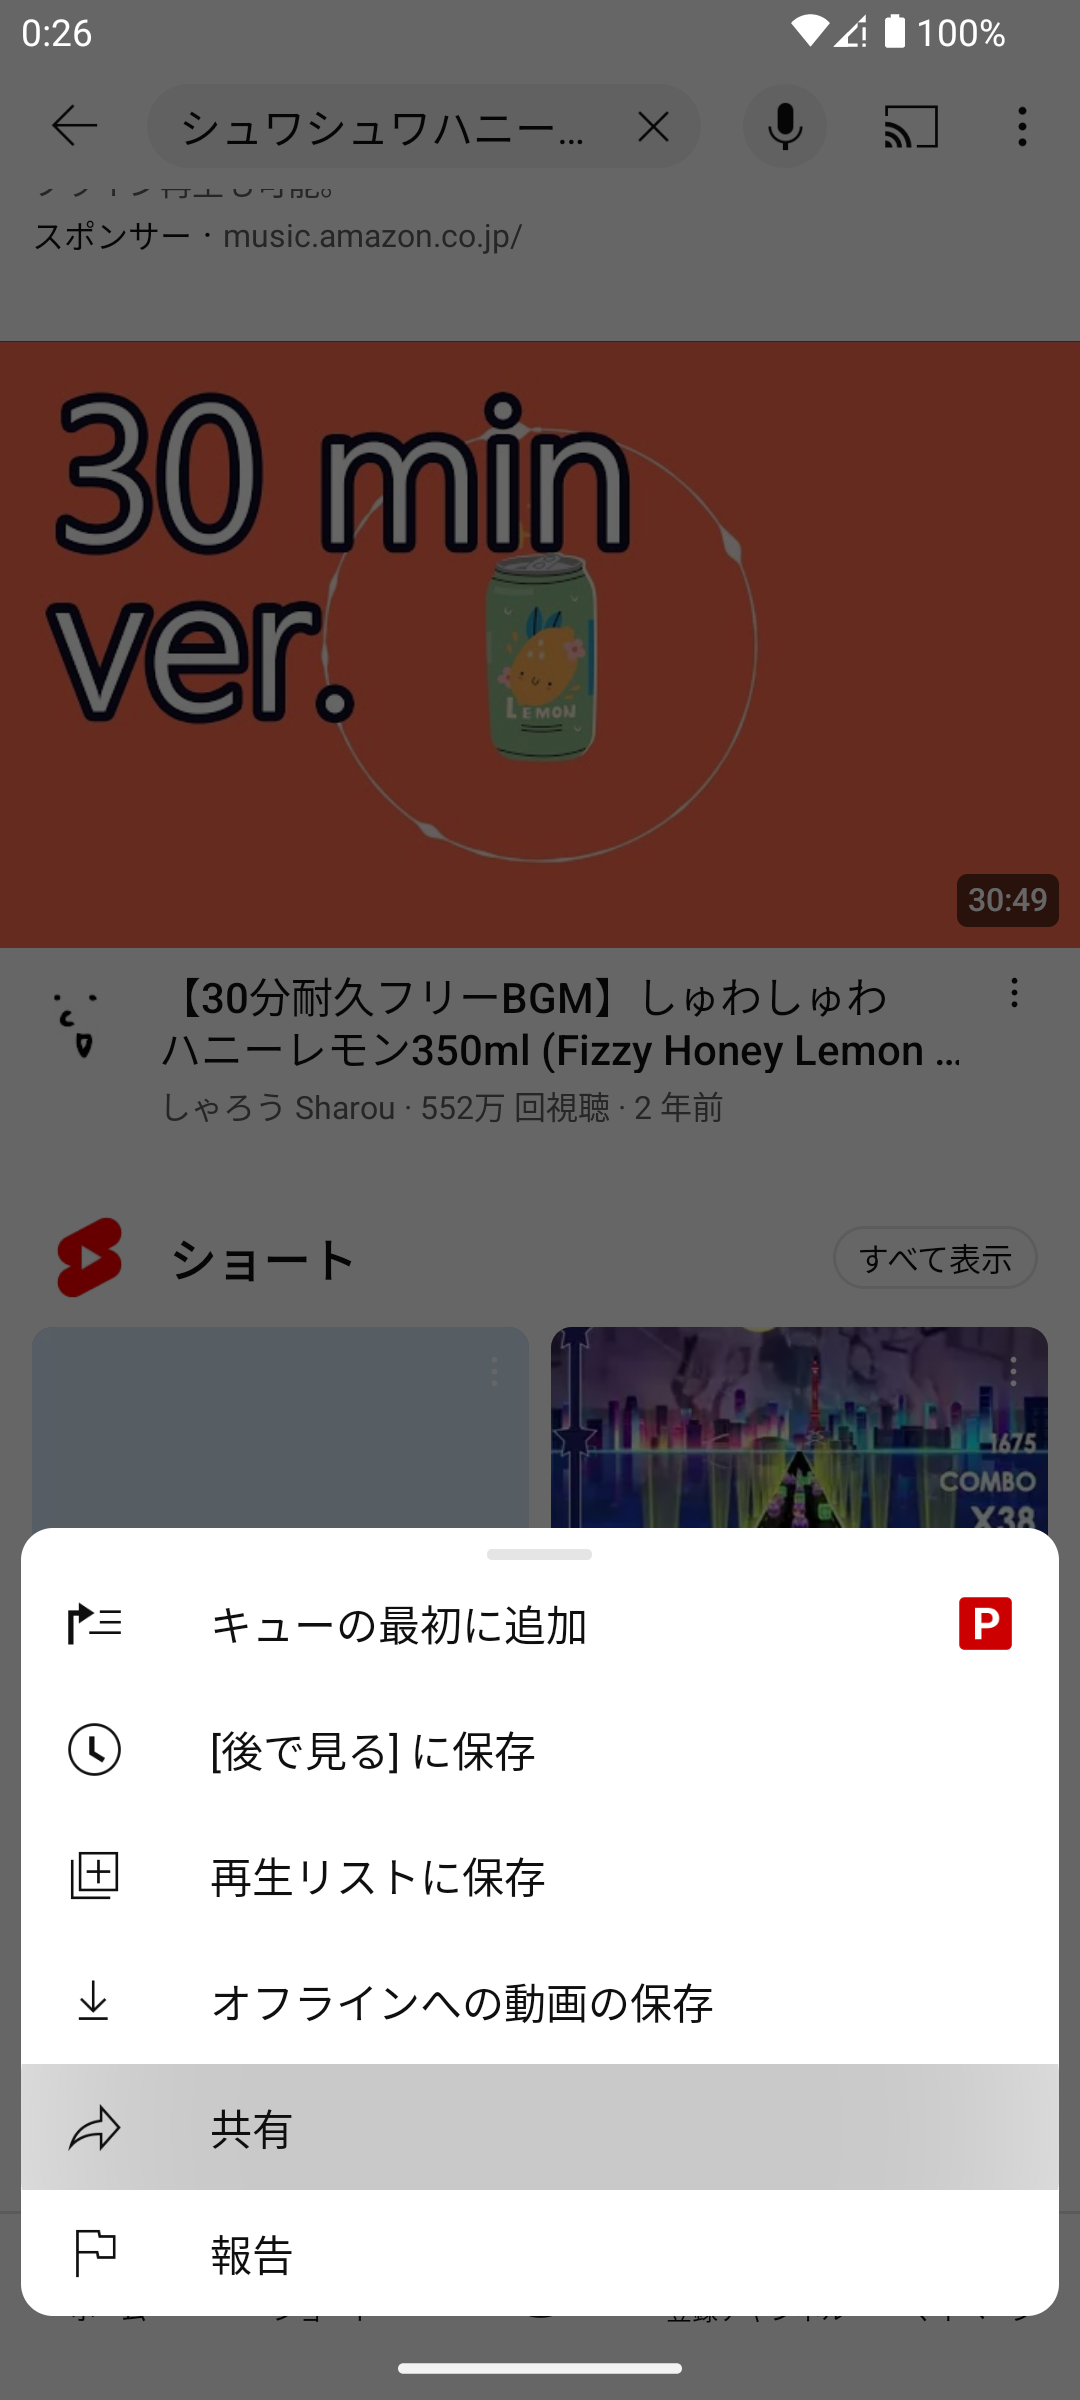 0:26
100%
シュワシュワハニー...
スポンサー · music.amazon.co.jp/
30 min
ver.
LEMON
30:49
【30分耐久フリーBGM】しゅわしゅわ
ハニーレモン350ml (Fizzy Honey Lemon ...
しゃろう Sharou · 552万 回視聴 · 2 年前
ショート
すべて表示
1675
COMBO
X38
キューの最初に追加
P
[後で見る] に保存
再生リストに保存
オフラインへの動画の保存
共有
報告